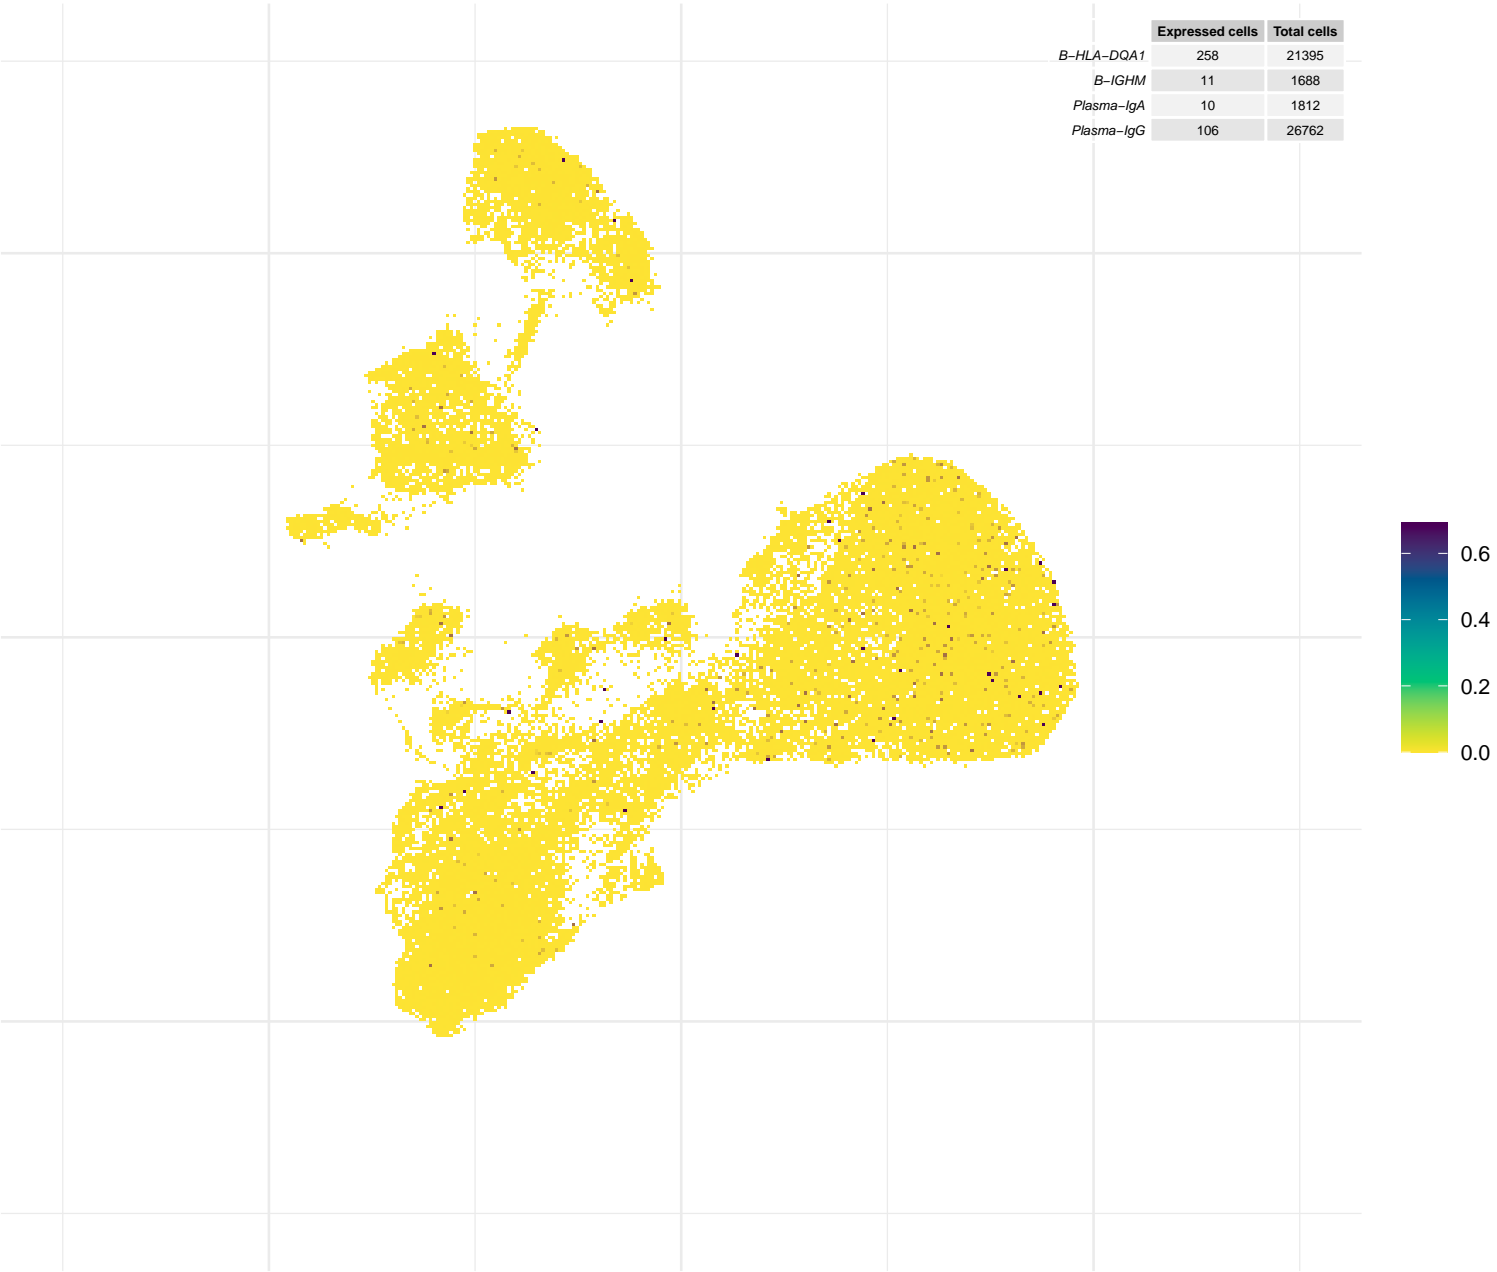 Expressed cells Total cells
B−HLA−DQA1 258 21395
B−IGHM 11 1688
Plasma−IgA 10 1812
Plasma−IgG 106 26762
0.6
0.4
0.2
0.0